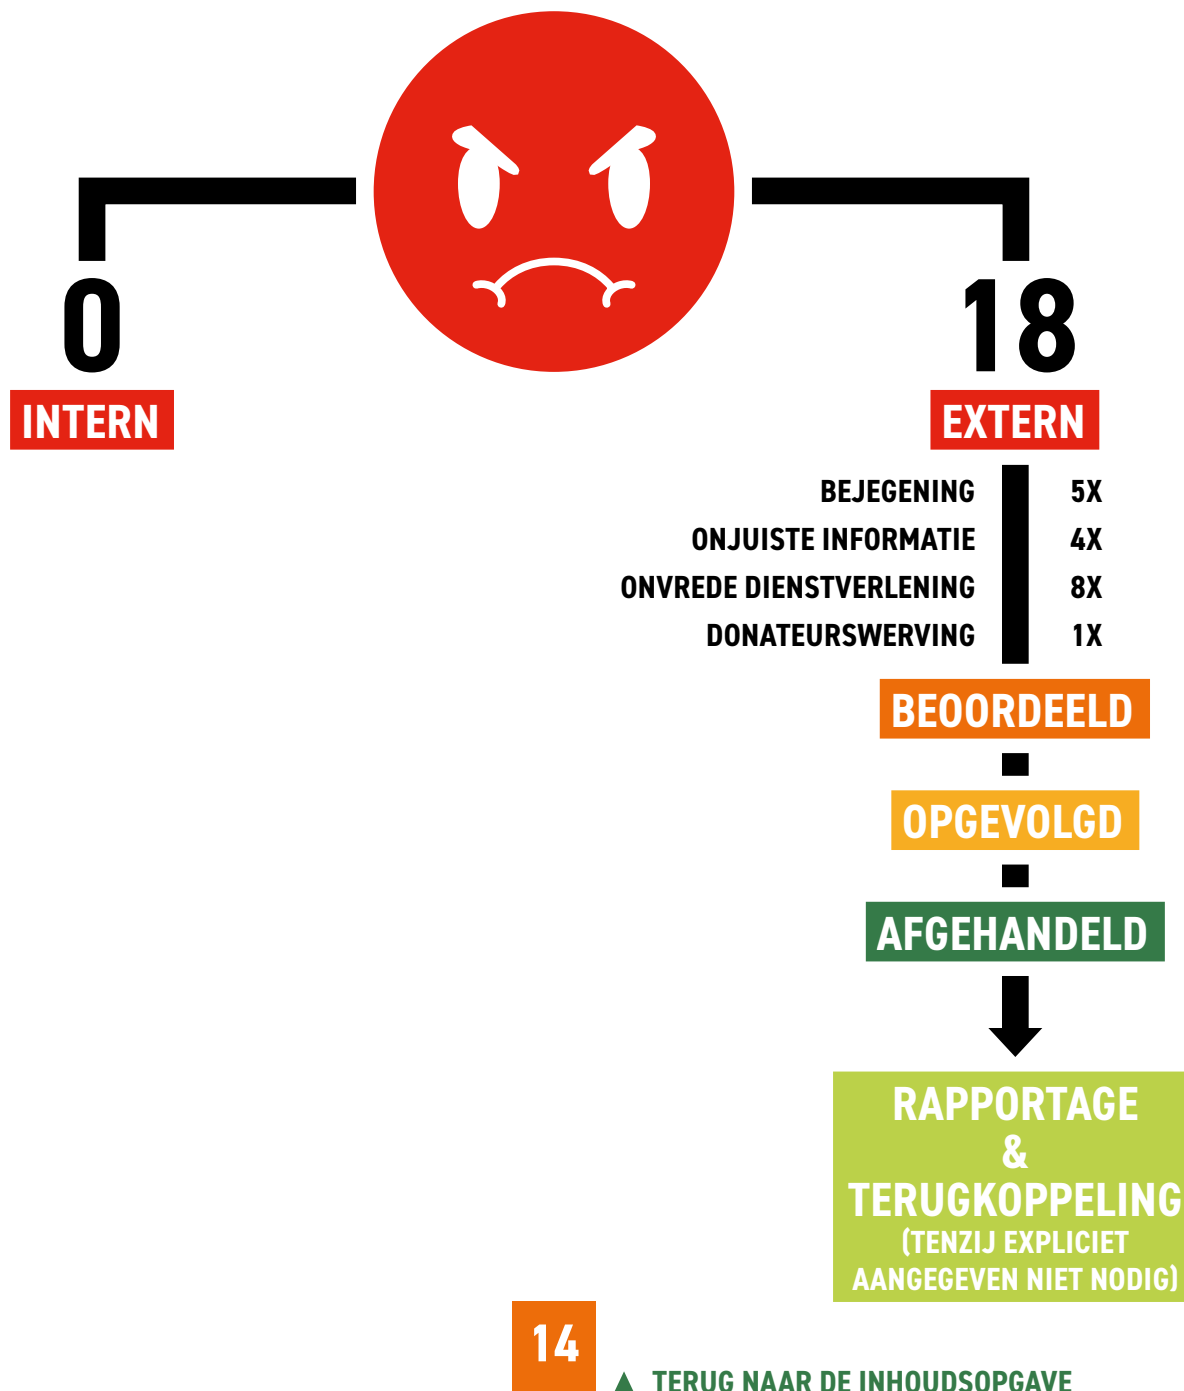 0
INTERN
18
EXTERN
BEJEGENING 5X
ONJUISTE INFORMATIE 4X
ONVREDE DIENSTVERLENING 8X
DONATEURSWERVING 1X
BEOORDEELD
OPGEVOLGD
AFGEHANDELD
RAPPORTAGE
&
TERUGKOPPELING
(TENZIJ EXPLICIET
AANGEGEVEN NIET NODIG)
14
▲ TERUG NAAR DE INHOUDSOPGAVE